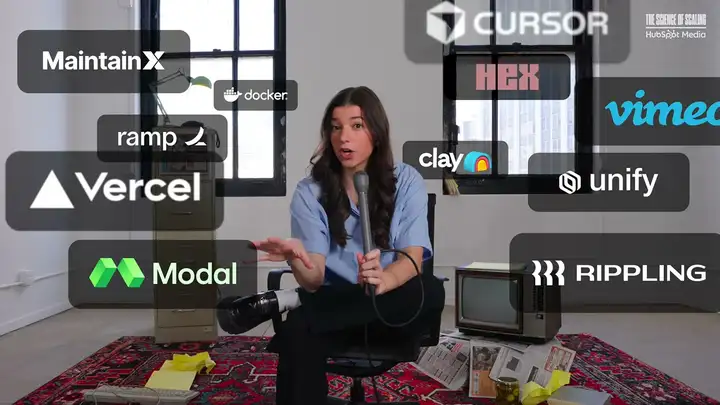 CURSOR
THE SCIENCE OF SCALING
HubSpot Media
MaintainX
docker
HEX
vimeo
ramp
clay
Vercel
unify
Modal
RIPPLING